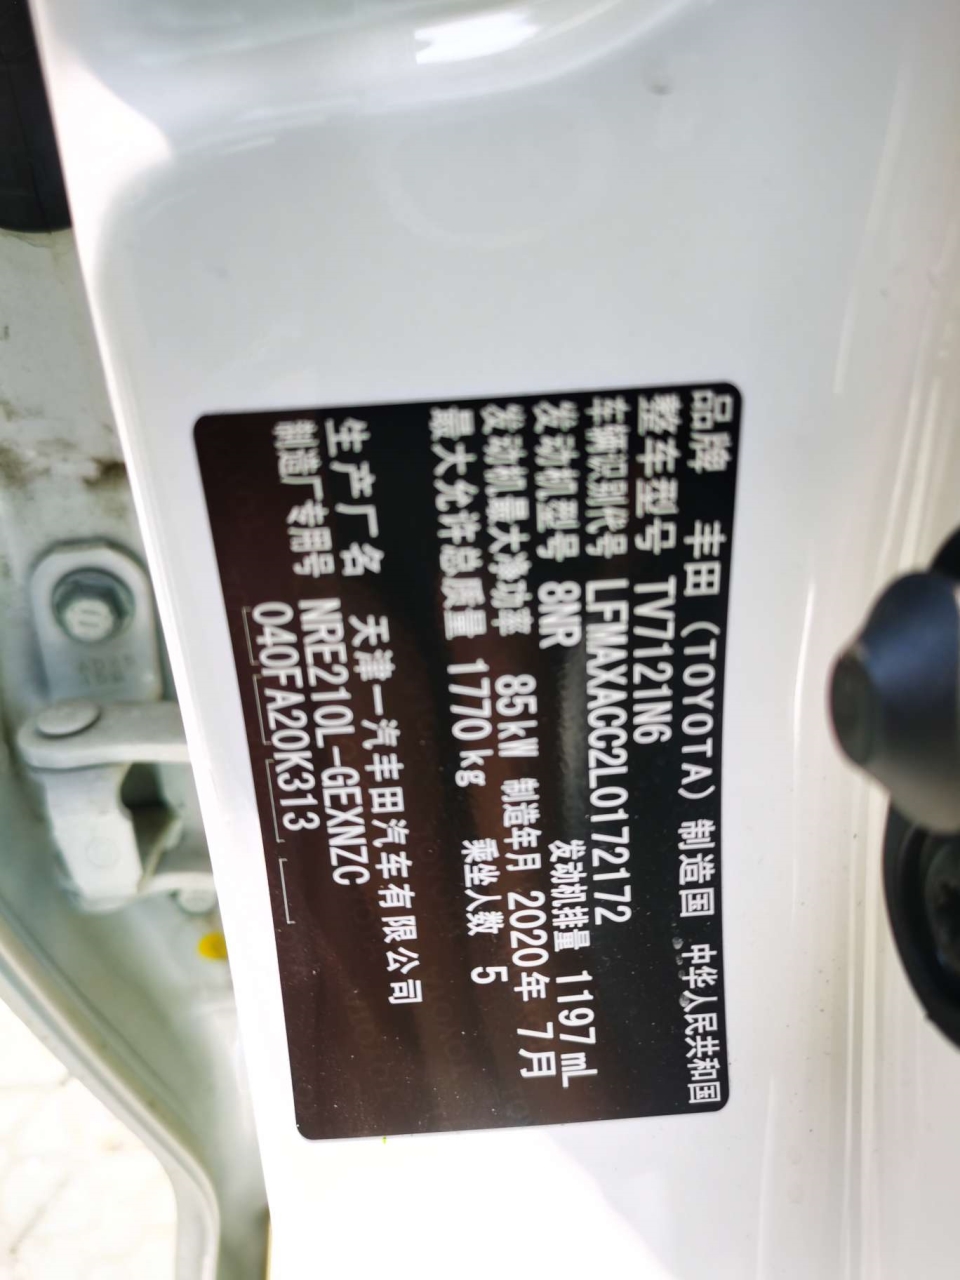 品牌 丰田（TOYOTA）制造国 中华人民共和国
整车型号 TV7121N6
车辆识别代号 LFMAXACC2L0172172
发动机型号 8NR 发动机排量 1197 mL
发动机最大净功率 85kW 制造年月 2020年 7月
最大允许总质量 1770 kg 乘坐人数 5
生产厂名 天津一汽丰田汽车有限公司
制造厂专用号 NRE210L-GEXNZC
040FA20K313